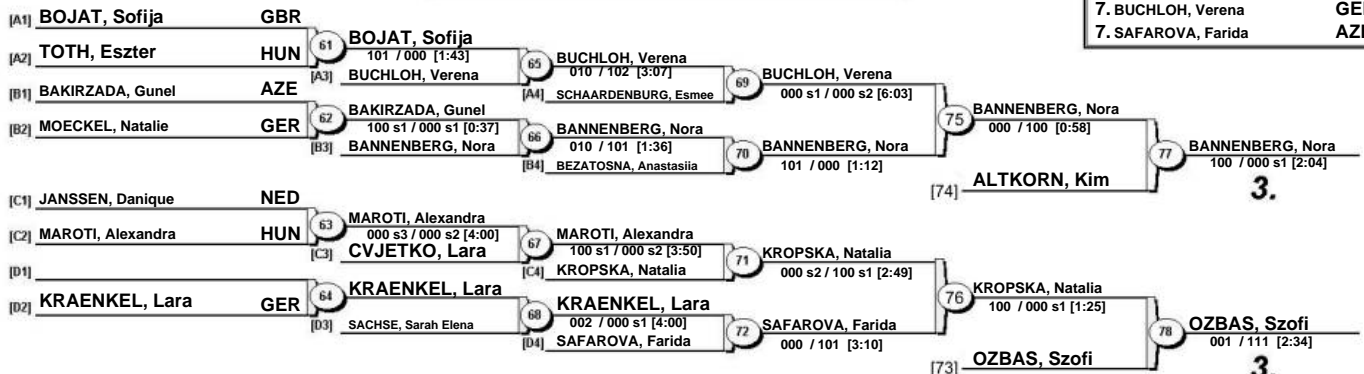 7. BUCHLOH, Verena GE
7. SAFAROVA, Farida AZ
[A1] BOJAT, Sofija GBR
[A2] TOTH, Eszter HUN
61 BOJAT, Sofija
101 / 000 [1:43]
[A3] BUCHLOH, Verena
65 BUCHLOH, Verena
010 / 102 [3:07]
[A4] SCHAARDENBURG, Esmee
69 BUCHLOH, Verena
000 s1 / 000 s2 [6:03]
[B1] BAKIRZADA, Gunel AZE
[B2] MOECKEL, Natalie GER
62 BAKIRZADA, Gunel
100 s1 / 000 s1 [0:37]
[B3] BANNENBERG, Nora
66 BANNENBERG, Nora
010 / 101 [1:36]
[B4] BEZATOSNA, Anastasiia
70 BANNENBERG, Nora
101 / 000 [1:12]
75 BANNENBERG, Nora
000 / 100 [0:58]
[74] ALTKORN, Kim
77 BANNENBERG, Nora
100 / 000 s1 [2:04]
3.
[C1] JANSSEN, Danique NED
[C2] MAROTI, Alexandra HUN
63 MAROTI, Alexandra
000 s3 / 000 s2 [4:00]
[C3] CVJETKO, Lara
67 MAROTI, Alexandra
100 s1 / 000 s2 [3:50]
[C4] KROPSKA, Natalia
71 KROPSKA, Natalia
000 s2 / 100 s1 [2:49]
[D1]
[D2] KRAENKEL, Lara GER
64 KRAENKEL, Lara
[D3] SACHSE, Sarah Elena
68 KRAENKEL, Lara
002 / 000 s1 [4:00]
[D4] SAFAROVA, Farida
72 SAFAROVA, Farida
000 / 101 [3:10]
76 KROPSKA, Natalia
100 / 000 s1 [1:25]
[73] OZBAS, Szofi
78 OZBAS, Szofi
001 / 111 [2:34]
3.